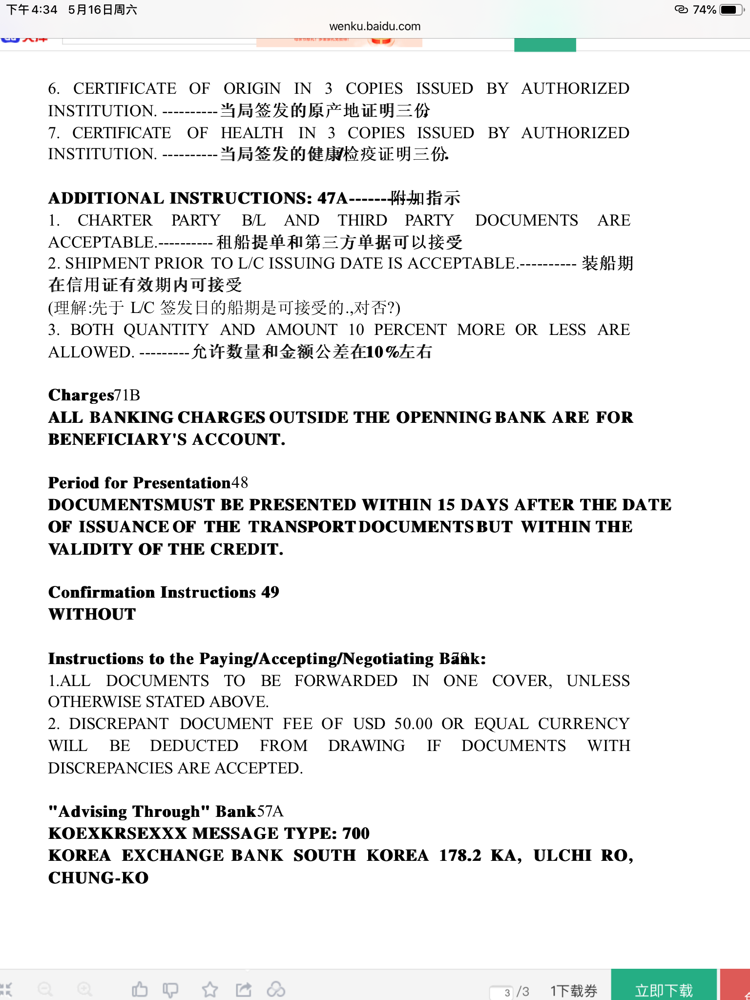 下午4:34 5月16日周六 74%
wenku.baidu.com
6. CERTIFICATE OF ORIGIN IN 3 COPIES ISSUED BY AUTHORIZED
INSTITUTION. ----------当局签发的原产地证明三份.
7. CERTIFICATE OF HEALTH IN 3 COPIES ISSUED BY AUTHORIZED
INSTITUTION. ----------当局签发的健康/检疫证明三份.
ADDITIONAL INSTRUCTIONS: 47A-----------附加指示
1. CHARTER PARTY B/L AND THIRD PARTY DOCUMENTS ARE
ACCEPTABLE.----------租船提单和第三方单据可以接受
2. SHIPMENT PRIOR TO L/C ISSUING DATE IS ACCEPTABLE.---------- 装船期
在信用证有效期内可接受
(理解:先于 L/C 签发日的船期是可接受的.,对否?)
3. BOTH QUANTITY AND AMOUNT 10 PERCENT MORE OR LESS ARE
ALLOWED. ---------允许数量和金额公差在10%左右
Charges71B
ALL BANKING CHARGES OUTSIDE THE OPENNING BANK ARE FOR
BENEFICIARY'S ACCOUNT.
Period for Presentation48
DOCUMENTSMUST BE PRESENTED WITHIN 15 DAYS AFTER THE DATE
OF ISSUANCE OF THE TRANSPORT DOCUMENTS BUT WITHIN THE
VALIDITY OF THE CREDIT.
Confirmation Instructions 49
WITHOUT
Instructions to the Paying/Accepting/Negotiating Bank: 78
1.ALL DOCUMENTS TO BE FORWARDED IN ONE COVER, UNLESS
OTHERWISE STATED ABOVE.
2. DISCREPANT DOCUMENT FEE OF USD 50.00 OR EQUAL CURRENCY
WILL BE DEDUCTED FROM DRAWING IF DOCUMENTS WITH
DISCREPANCIES ARE ACCEPTED.
"Advising Through" Bank57A
KOEXKRSEXXX MESSAGE TYPE: 700
KOREA EXCHANGE BANK SOUTH KOREA 178.2 KA, ULCHI RO,
CHUNG-KO
3 /3 1下载券 立即下载